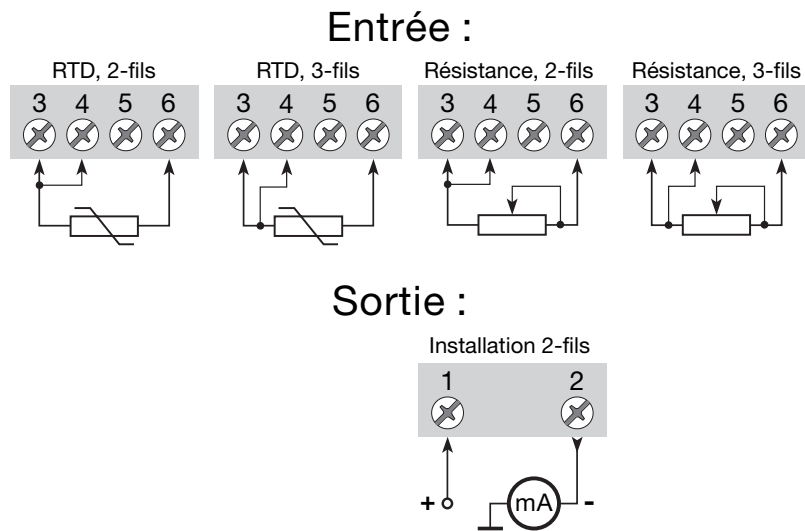 Entrée :
RTD, 2-fils
RTD, 3-fils
Résistance, 2-fils
Résistance, 3-fils
3 4 5 6
3 4 5 6
3 4 5 6
3 4 5 6
Sortie :
Installation 2-fils
1 2
+ mA -